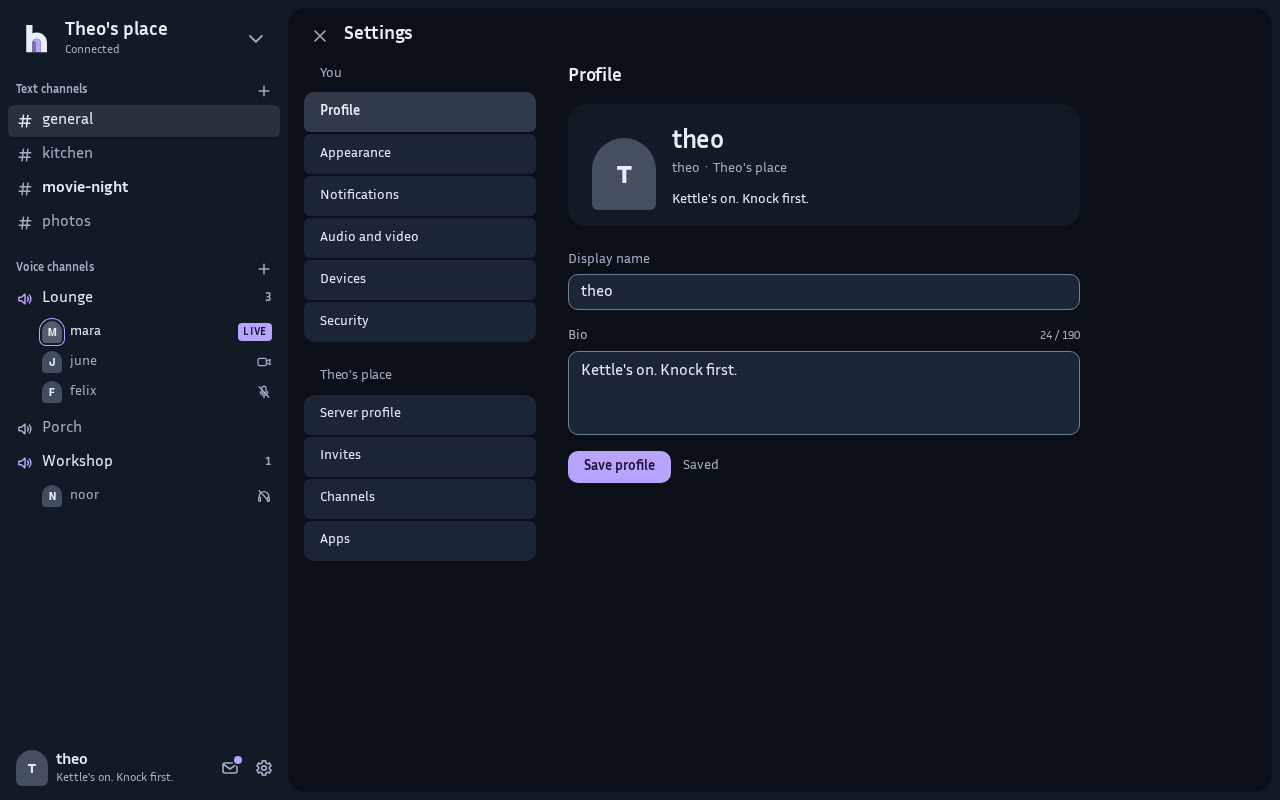 Theo's place
Connected
Text channels
general
kitchen
movie-night
photos
Voice channels
Lounge
3
M
mara
LIVE
J
june
F
felix
Porch
Workshop
1
N
noor
T
theo
Kettle's on. Knock first.
Settings
You
Profile
Appearance
Notifications
Audio and video
Devices
Security
Theo's place
Server profile
Invites
Channels
Apps
Profile
T
theo
theo · Theo's place
Kettle's on. Knock first.
Display name
theo
Bio
24 / 190
Kettle's on. Knock first.
Save profile
Saved